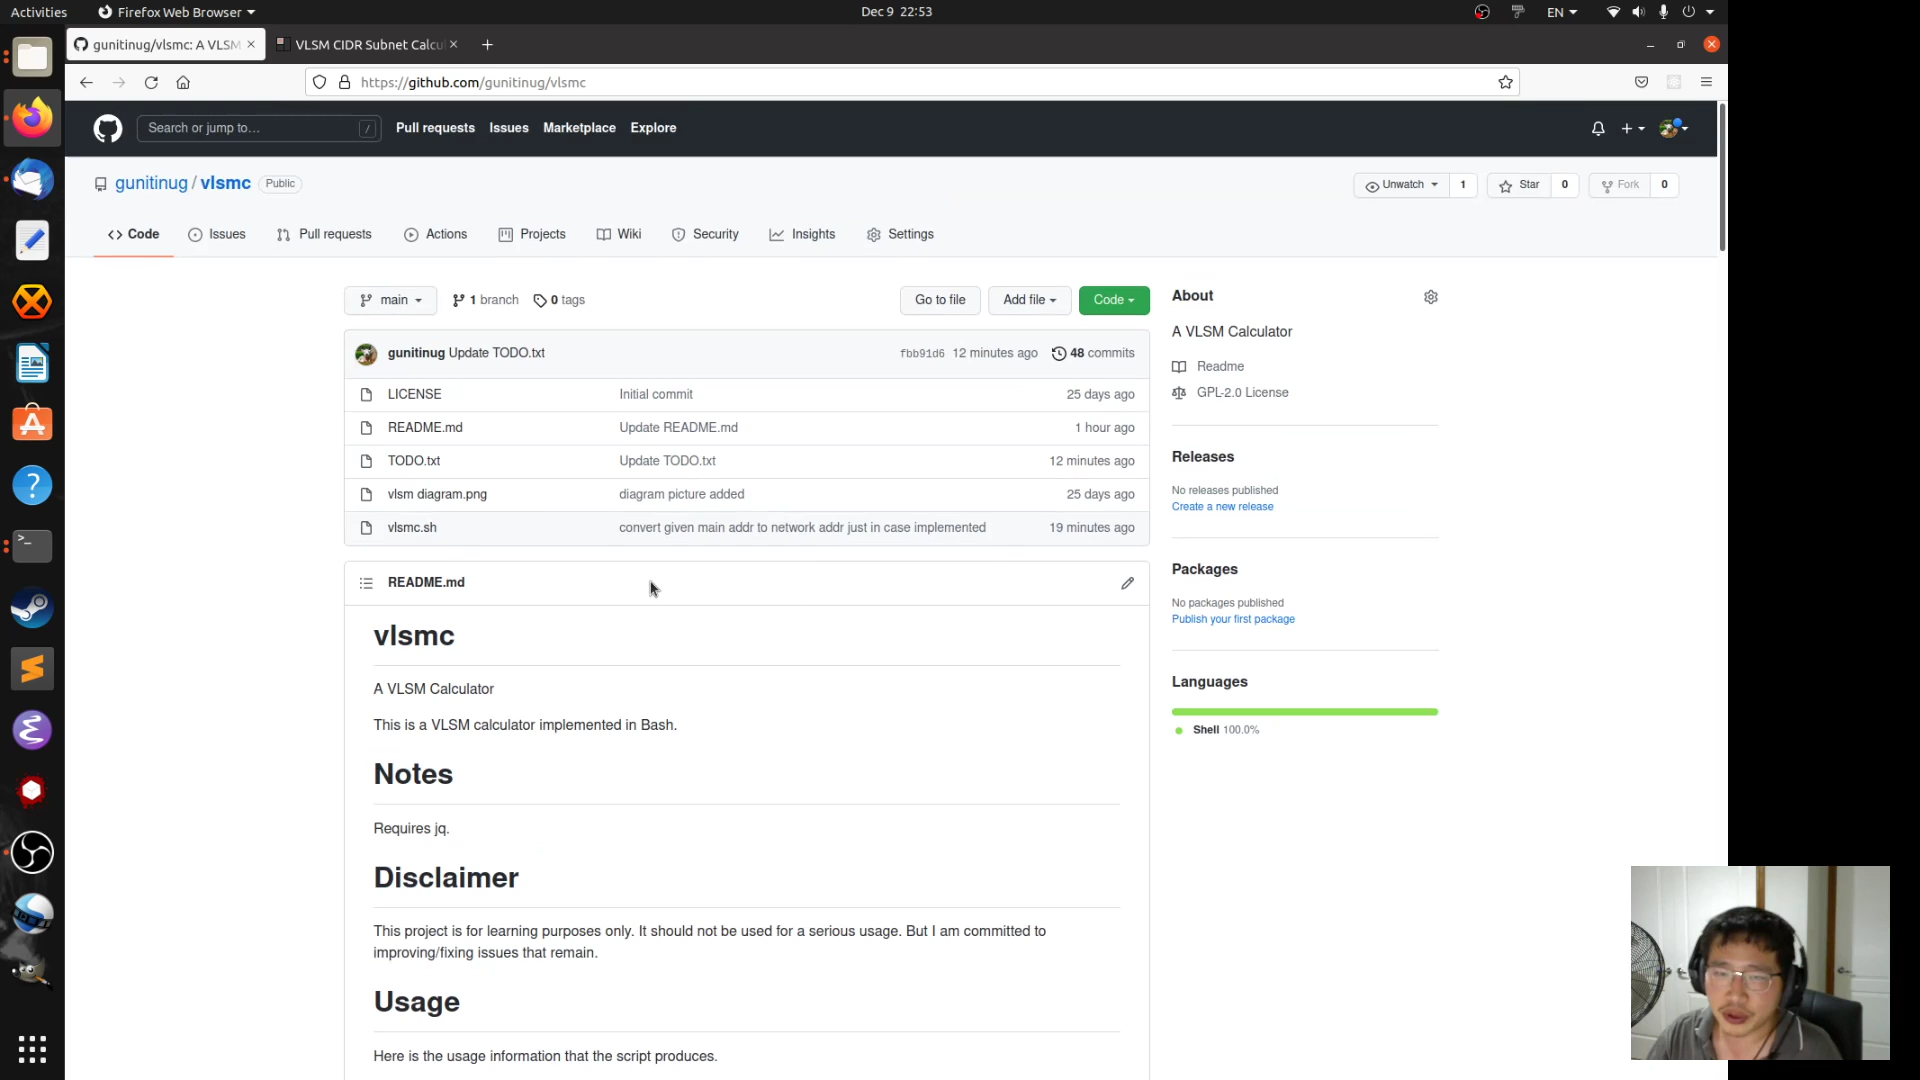 Activities
Firefox Web Browser
Dec 9 22:53
EN
gunitinug/vlsmc: A VLSM
VLSM CIDR Subnet Calcu
https://github.com/gunitinug/vlsmc
Search or jump to…
/
Pull requests
Issues
Marketplace
Explore
gunitinug / vlsmc
Public
Unwatch
1
Star
0
Fork
0
Code
Issues
Pull requests
Actions
Projects
Wiki
Security
Insights
Settings
main
1 branch
0 tags
Go to file
Add file
Code
gunitinug Update TODO.txt
fbb91d6 12 minutes ago
48 commits
LICENSE
Initial commit
25 days ago
README.md
Update README.md
1 hour ago
TODO.txt
Update TODO.txt
12 minutes ago
vlsm diagram.png
diagram picture added
25 days ago
vlsmc.sh
convert given main addr to network addr just in case implemented
19 minutes ago
README.md
vlsmc
A VLSM Calculator
This is a VLSM calculator implemented in Bash.
Notes
Requires jq.
Disclaimer
This project is for learning purposes only. It should not be used for a serious usage. But I am committed to
improving/fixing issues that remain.
Usage
Here is the usage information that the script produces.
About
A VLSM Calculator
Readme
GPL-2.0 License
Releases
No releases published
Create a new release
Packages
No packages published
Publish your first package
Languages
Shell 100.0%